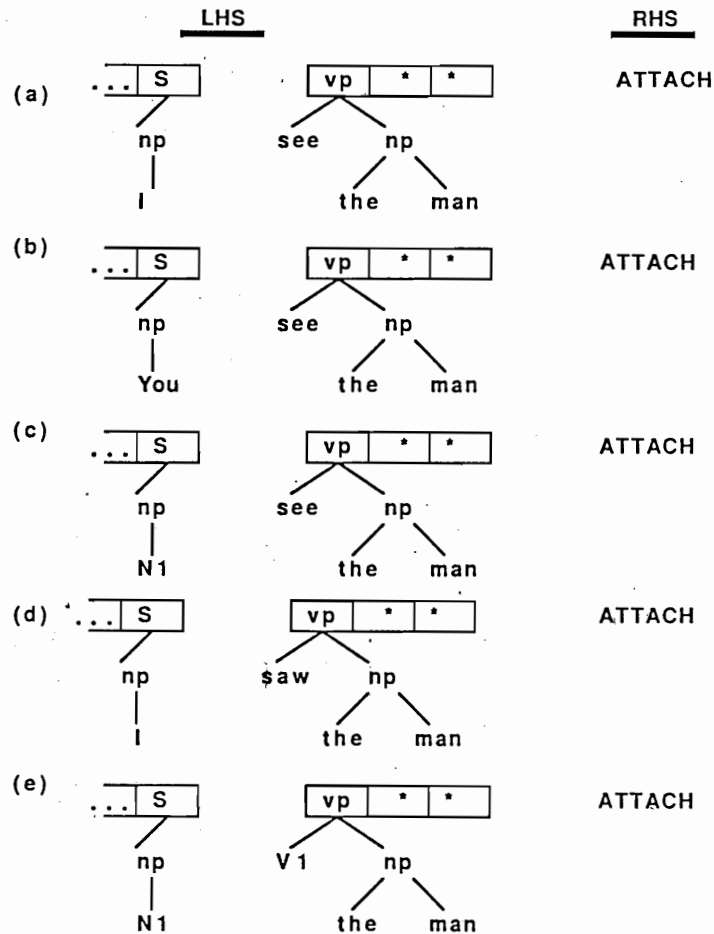 LHS RHS
(a) ... S vp * * ATTACH
np see np
I the man
(b) ... S vp * * ATTACH
np see np
You the man
(c) ... S vp * * ATTACH
np see np
N1 the man
(d) ... S vp * * ATTACH
np saw np
I the man
(e) ... S vp * * ATTACH
np V1 np
N1 the man